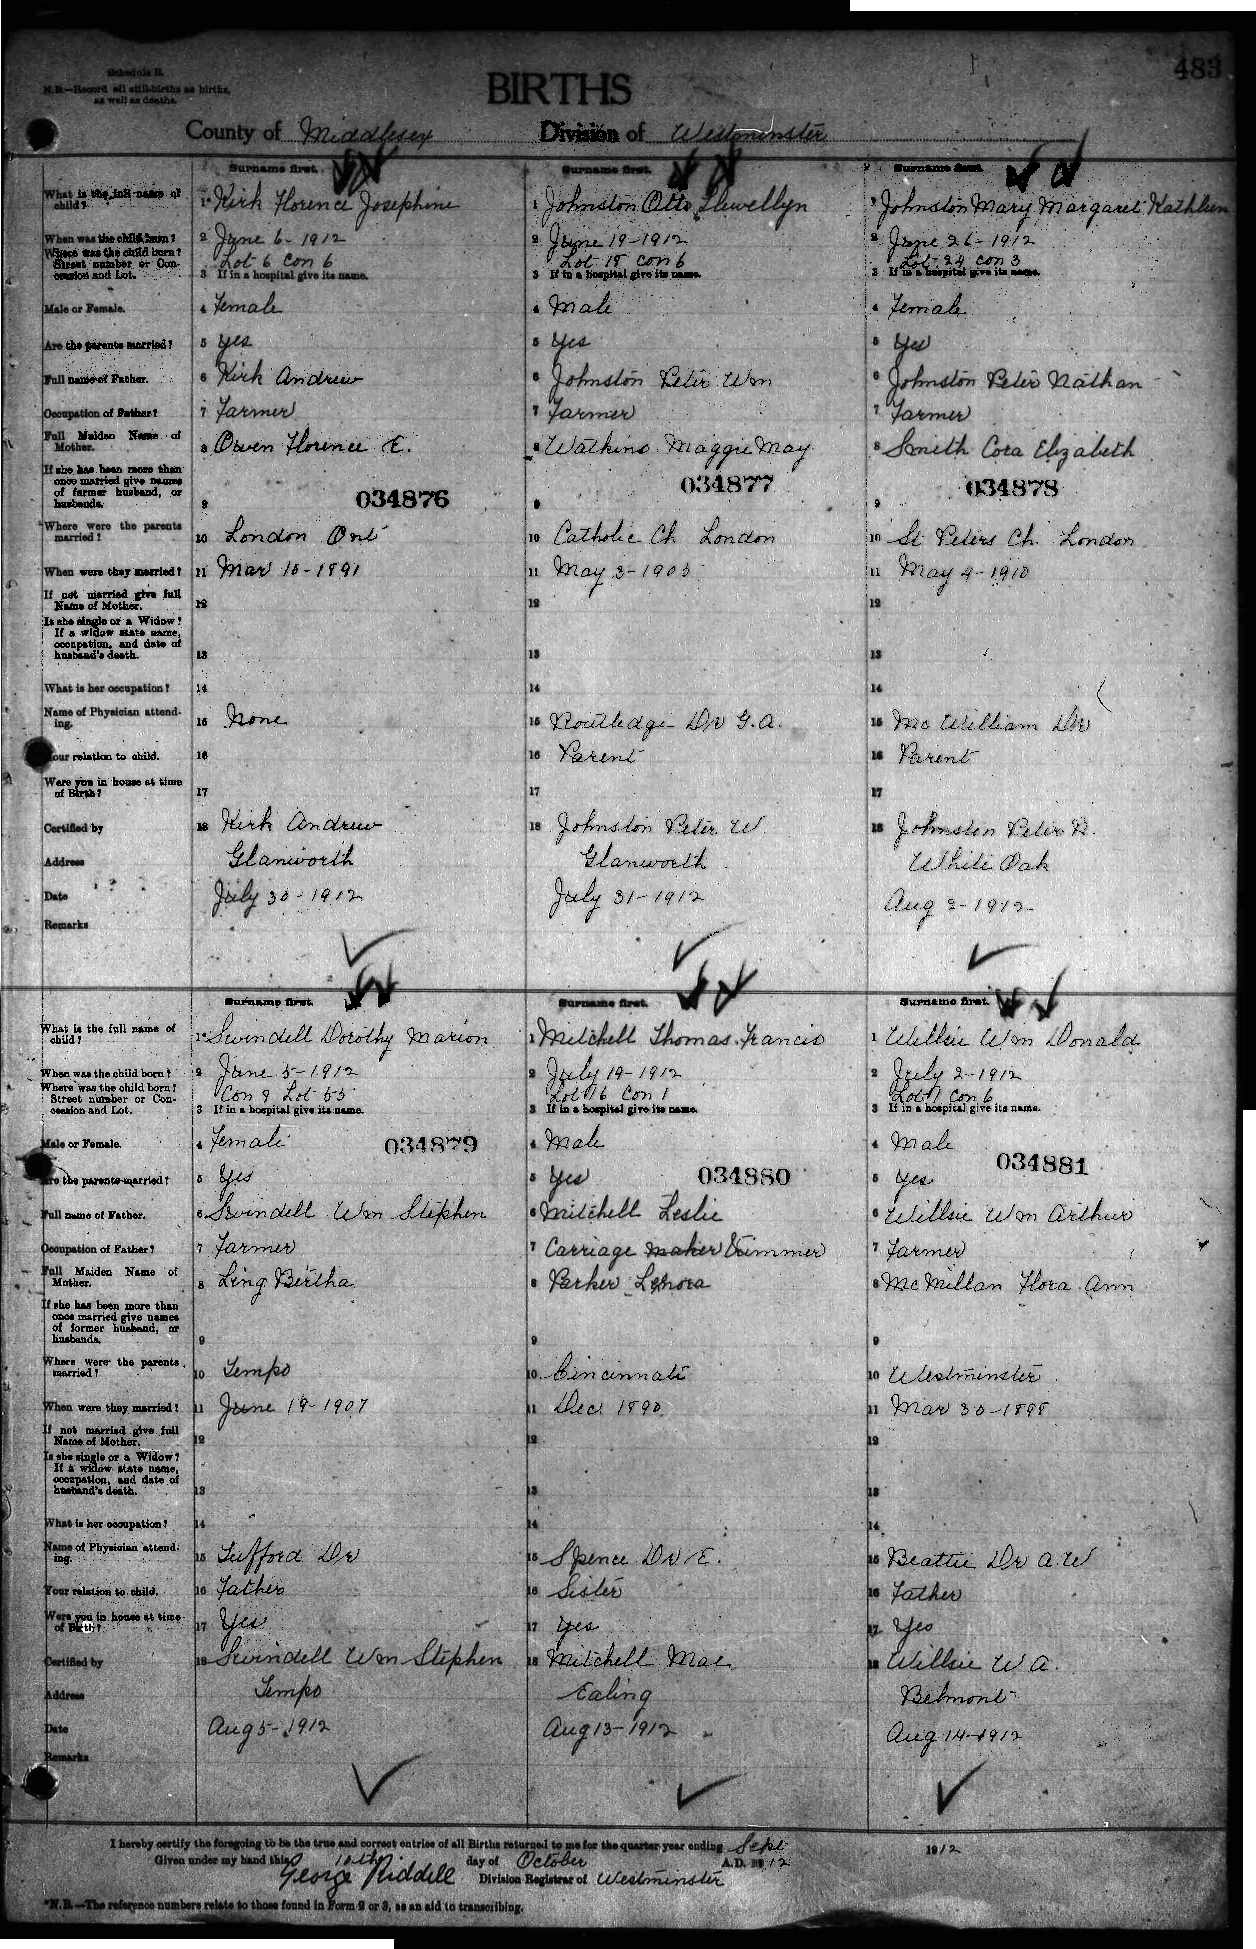 483
Schedule B.
N.B.—Record all still-births as births,
as well as deaths.
BIRTHS
County of Middlesex Division of Westminster
Surname first. Surname first. Surname first.
What is the full name of child? 1 Kirk Florence Josephine 1 Johnston Otto Llewellyn 1 Johnston Mary Margaret Kathleen
When was the child born? 2 June 6-1912 2 June 19-1912 2 June 26-1912
Where was the child born? Street number or Concession and Lot. Lot 6 Con 6 Lot 18 Con 6 Lot 24 Con 3
3 If in a hospital give its name. 3 If in a hospital give its name. 3 If in a hospital give its name.
Male or Female. 4 Female 4 Male 4 Female
Are the parents married? 5 Yes 5 Yes 5 Yes
Full name of Father. 6 Kirk Andrew 6 Johnston Peter Wm 6 Johnston Peter Nathan
Occupation of Father? 7 Farmer 7 Farmer 7 Farmer
Full Maiden Name of Mother. 8 Owen Florence E. 8 Watkins Maggie May 8 Smith Cora Elizabeth
If she has been more than once married give names of former husband, or husbands. 9 034876 9 034877 9 034878
Where were the parents married? 10 London Ont 10 Catholic Ch London 10 St Peters Ch. London
When were they married? 11 Mar 10-1891 11 May 3-1905 11 May 4-1910
If not married give full Name of Mother. 12 12 12
Is she single or a Widow? If a widow state name, occupation, and date of husband's death. 13 13 13
What is her occupation? 14 14 14
Name of Physician attending. 15 None 15 Routledge Dr G.A. 15 McWilliam Dr
Your relation to child. 16 16 Parent 16 Parent
Were you in house at time of Birth? 17 17 17
Certified by 18 Kirk Andrew 18 Johnston Peter W. 18 Johnston Peter N.
Address Glanworth Glanworth White Oak
Date July 30-1912 July 31-1912 Aug 2-1912
Remarks
Surname first. Surname first. Surname first.
What is the full name of child? 1 Swindell Dorothy Marion 1 Mitchell Thomas Francis 1 Willsie Wm Donald
When was the child born? 2 June 5-1912 2 July 19-1912 2 July 2-1912
Where was the child born? Street number or Concession and Lot. Con 9 Lot 55 Lot 16 Con 1 Lot 1 Con 6
3 If in a hospital give its name. 3 If in a hospital give its name. 3 If in a hospital give its name.
Male or Female. 4 Female 034879 4 Male 4 Male
Are the parents married? 5 Yes 5 Yes 034880 5 Yes 034881
Full name of Father. 6 Swindell Wm Stephen 6 Mitchell Leslie 6 Willsie Wm Arthur
Occupation of Father? 7 Farmer 7 Carriage maker Trimmer 7 Farmer
Full Maiden Name of Mother. 8 Ling Bertha 8 Parker Lenora 8 McMillan Flora Ann
If she has been more than once married give names of former husband, or husbands. 9 9 9
Where were the parents married? 10 Tempo 10 Cincinnati 10 Westminster
When were they married? 11 June 19-1907 11 Dec 1890 11 Mar 30-1898
If not married give full Name of Mother. 12 12 12
Is she single or a Widow? If a widow state name, occupation, and date of husband's death. 13 13 13
What is her occupation? 14 14 14
Name of Physician attending. 15 Tufford Dr 15 Spence Dr E. 15 Beattie Dr A.W
Your relation to child. 16 Father 16 Sister 16 Father
Were you in house at time of Birth? 17 Yes 17 Yes 17 Yes
Certified by 18 Swindell Wm Stephen 18 Mitchell Mae 18 Willsie W A.
Address Tempo Ealing Belmont
Date Aug 5-1912 Aug 13-1912 Aug 14-1912
Remarks
I hereby certify the foregoing to be the true and correct entries of all Births returned to me for the quarter year ending Sept 1912
Given under my hand this 10th day of October A.D. 1912
George Riddell Division Registrar of Westminster
*N.B.—The reference numbers relate to those found in Form 2 or 3, as an aid to transcribing.